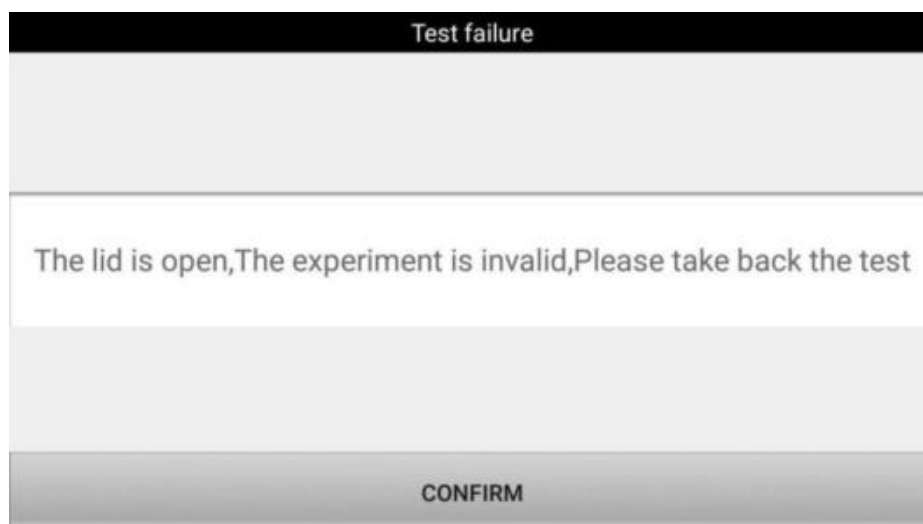 Test failure
The lid is open,The experiment is invalid,Please take back the test
CONFIRM